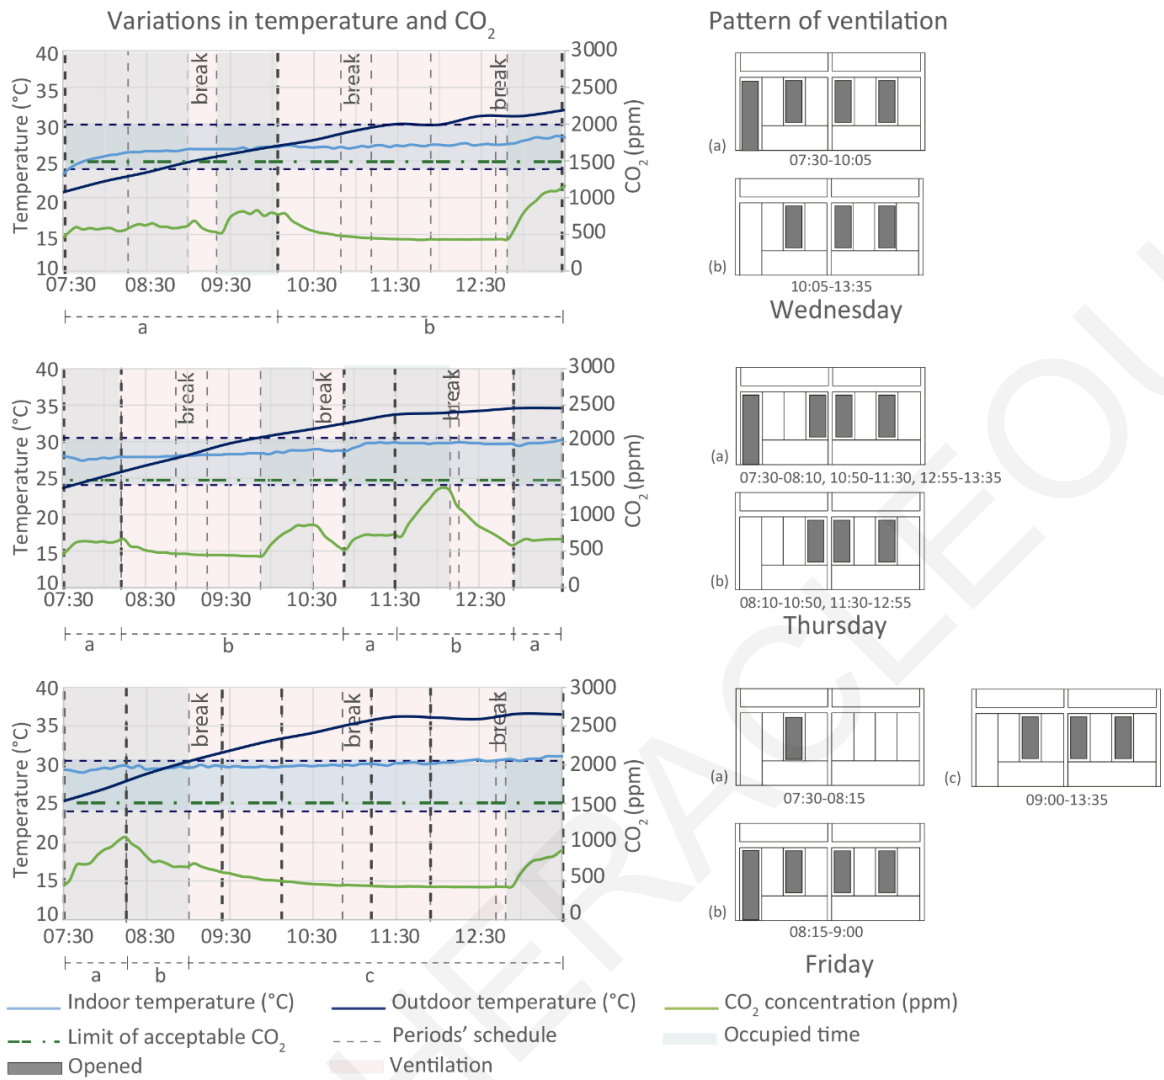 Variations in temperature and CO2
Pattern of ventilation
Temperature (°C)
40
35
30
25
20
15
10
break
break
break
3000
2500
2000
1500
1000
500
0
CO2 (ppm)
07:30 08:30 09:30 10:30 11:30 12:30
a
b
(a)
07:30-10:05
(b)
10:05-13:35
Wednesday
Temperature (°C)
40
35
30
25
20
15
10
break
break
break
3000
2500
2000
1500
1000
500
0
CO2 (ppm)
07:30 08:30 09:30 10:30 11:30 12:30
a
b
a
b
a
(a)
07:30-08:10, 10:50-11:30, 12:55-13:35
(b)
08:10-10:50, 11:30-12:55
Thursday
Temperature (°C)
40
35
30
25
20
15
10
break
break
break
3000
2500
2000
1500
1000
500
0
CO2 (ppm)
07:30 08:30 09:30 10:30 11:30 12:30
a
b
c
(a)
07:30-08:15
(c)
09:00-13:35
(b)
08:15-9:00
Friday
Indoor temperature (°C)
Outdoor temperature (°C)
CO2 concentration (ppm)
Limit of acceptable CO2
Periods' schedule
Occupied time
Opened
Ventilation